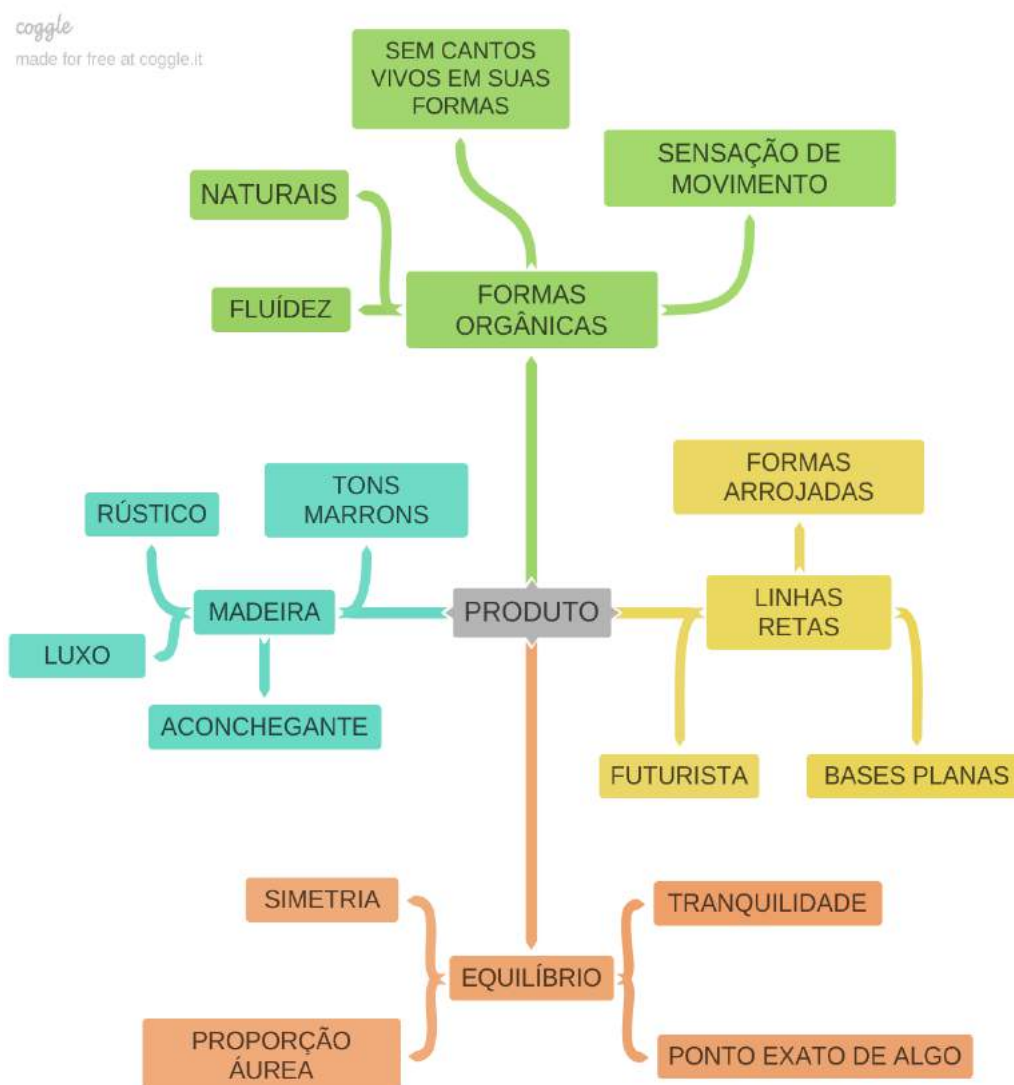 coggle
made for free at coggle.it
SEM CANTOS
VIVOS EM SUAS
FORMAS
SENSAÇÃO DE
MOVIMENTO
NATURAIS
FLUÍDEZ
FORMAS
ORGÂNICAS
FORMAS
ARROJADAS
TONS
MARRONS
RÚSTICO
MADEIRA
PRODUTO
LINHAS
RETAS
LUXO
ACONCHEGANTE
FUTURISTA
BASES PLANAS
SIMETRIA
TRANQUILIDADE
EQUILÍBRIO
PROPORÇÃO
ÁUREA
PONTO EXATO DE ALGO